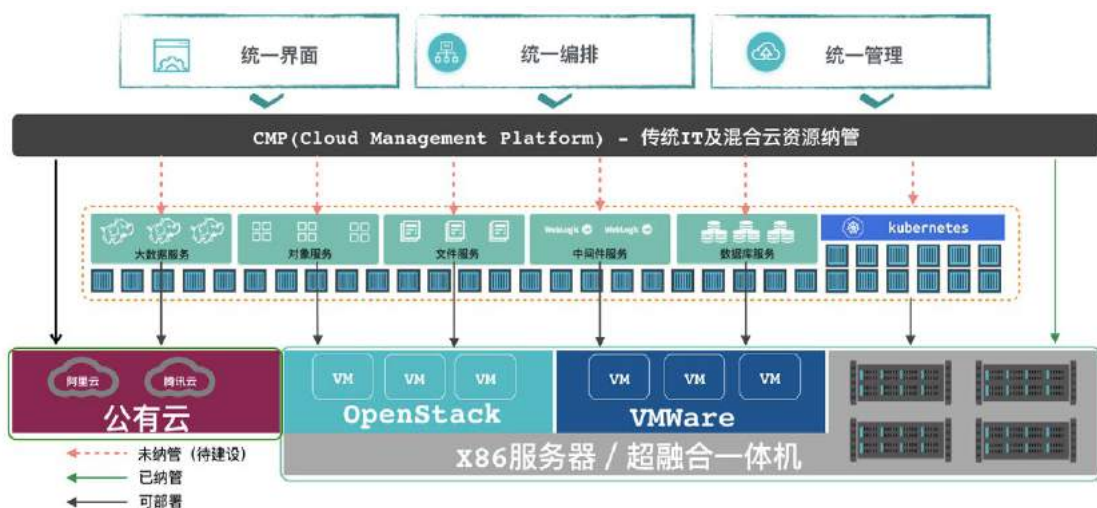 统一界面
统一编排
统一管理
CMP(Cloud Management Platform) - 传统IT及混合云资源纳管
大数据服务
对象服务
文件服务
WebLogic WebLogic
中间件服务
数据库服务
kubernetes
阿里云
腾讯云
公有云
VM VM VM
OpenStack
VM VM VM
VMWare
X86服务器 / 超融合一体机
未纳管 (待建设)
已纳管
可部署